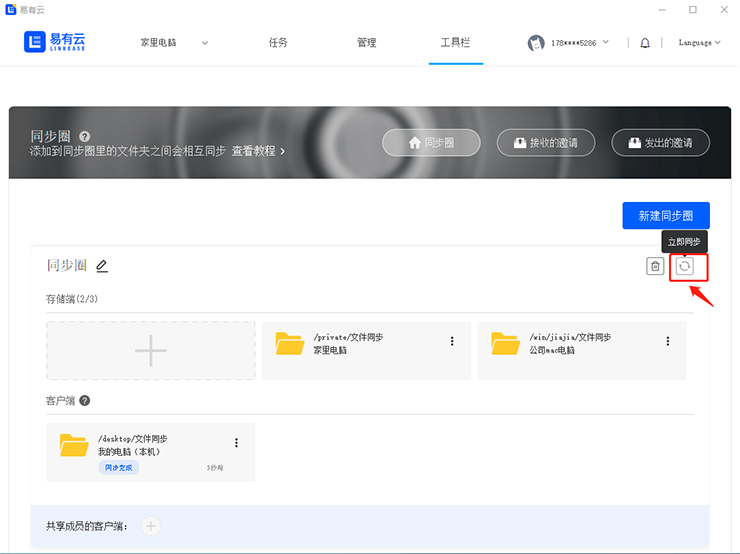 易有云
易有云
LINKEASE
家里电脑
任务
管理
工具栏
178****5286
Language
同步圈 ?
添加到同步圈里的文件夹之间会相互同步 查看教程 >
同步圈
接收的邀请
发出的邀请
新建同步圈
立即同步
同步圈
存储端(2/3)
/private/文件同步
家里电脑
/win/jiajia/文件同步
公司mac电脑
客户端 ?
/desktop/文件同步
我的电脑（本机）
同步完成
3秒前
共享成员的客户端：